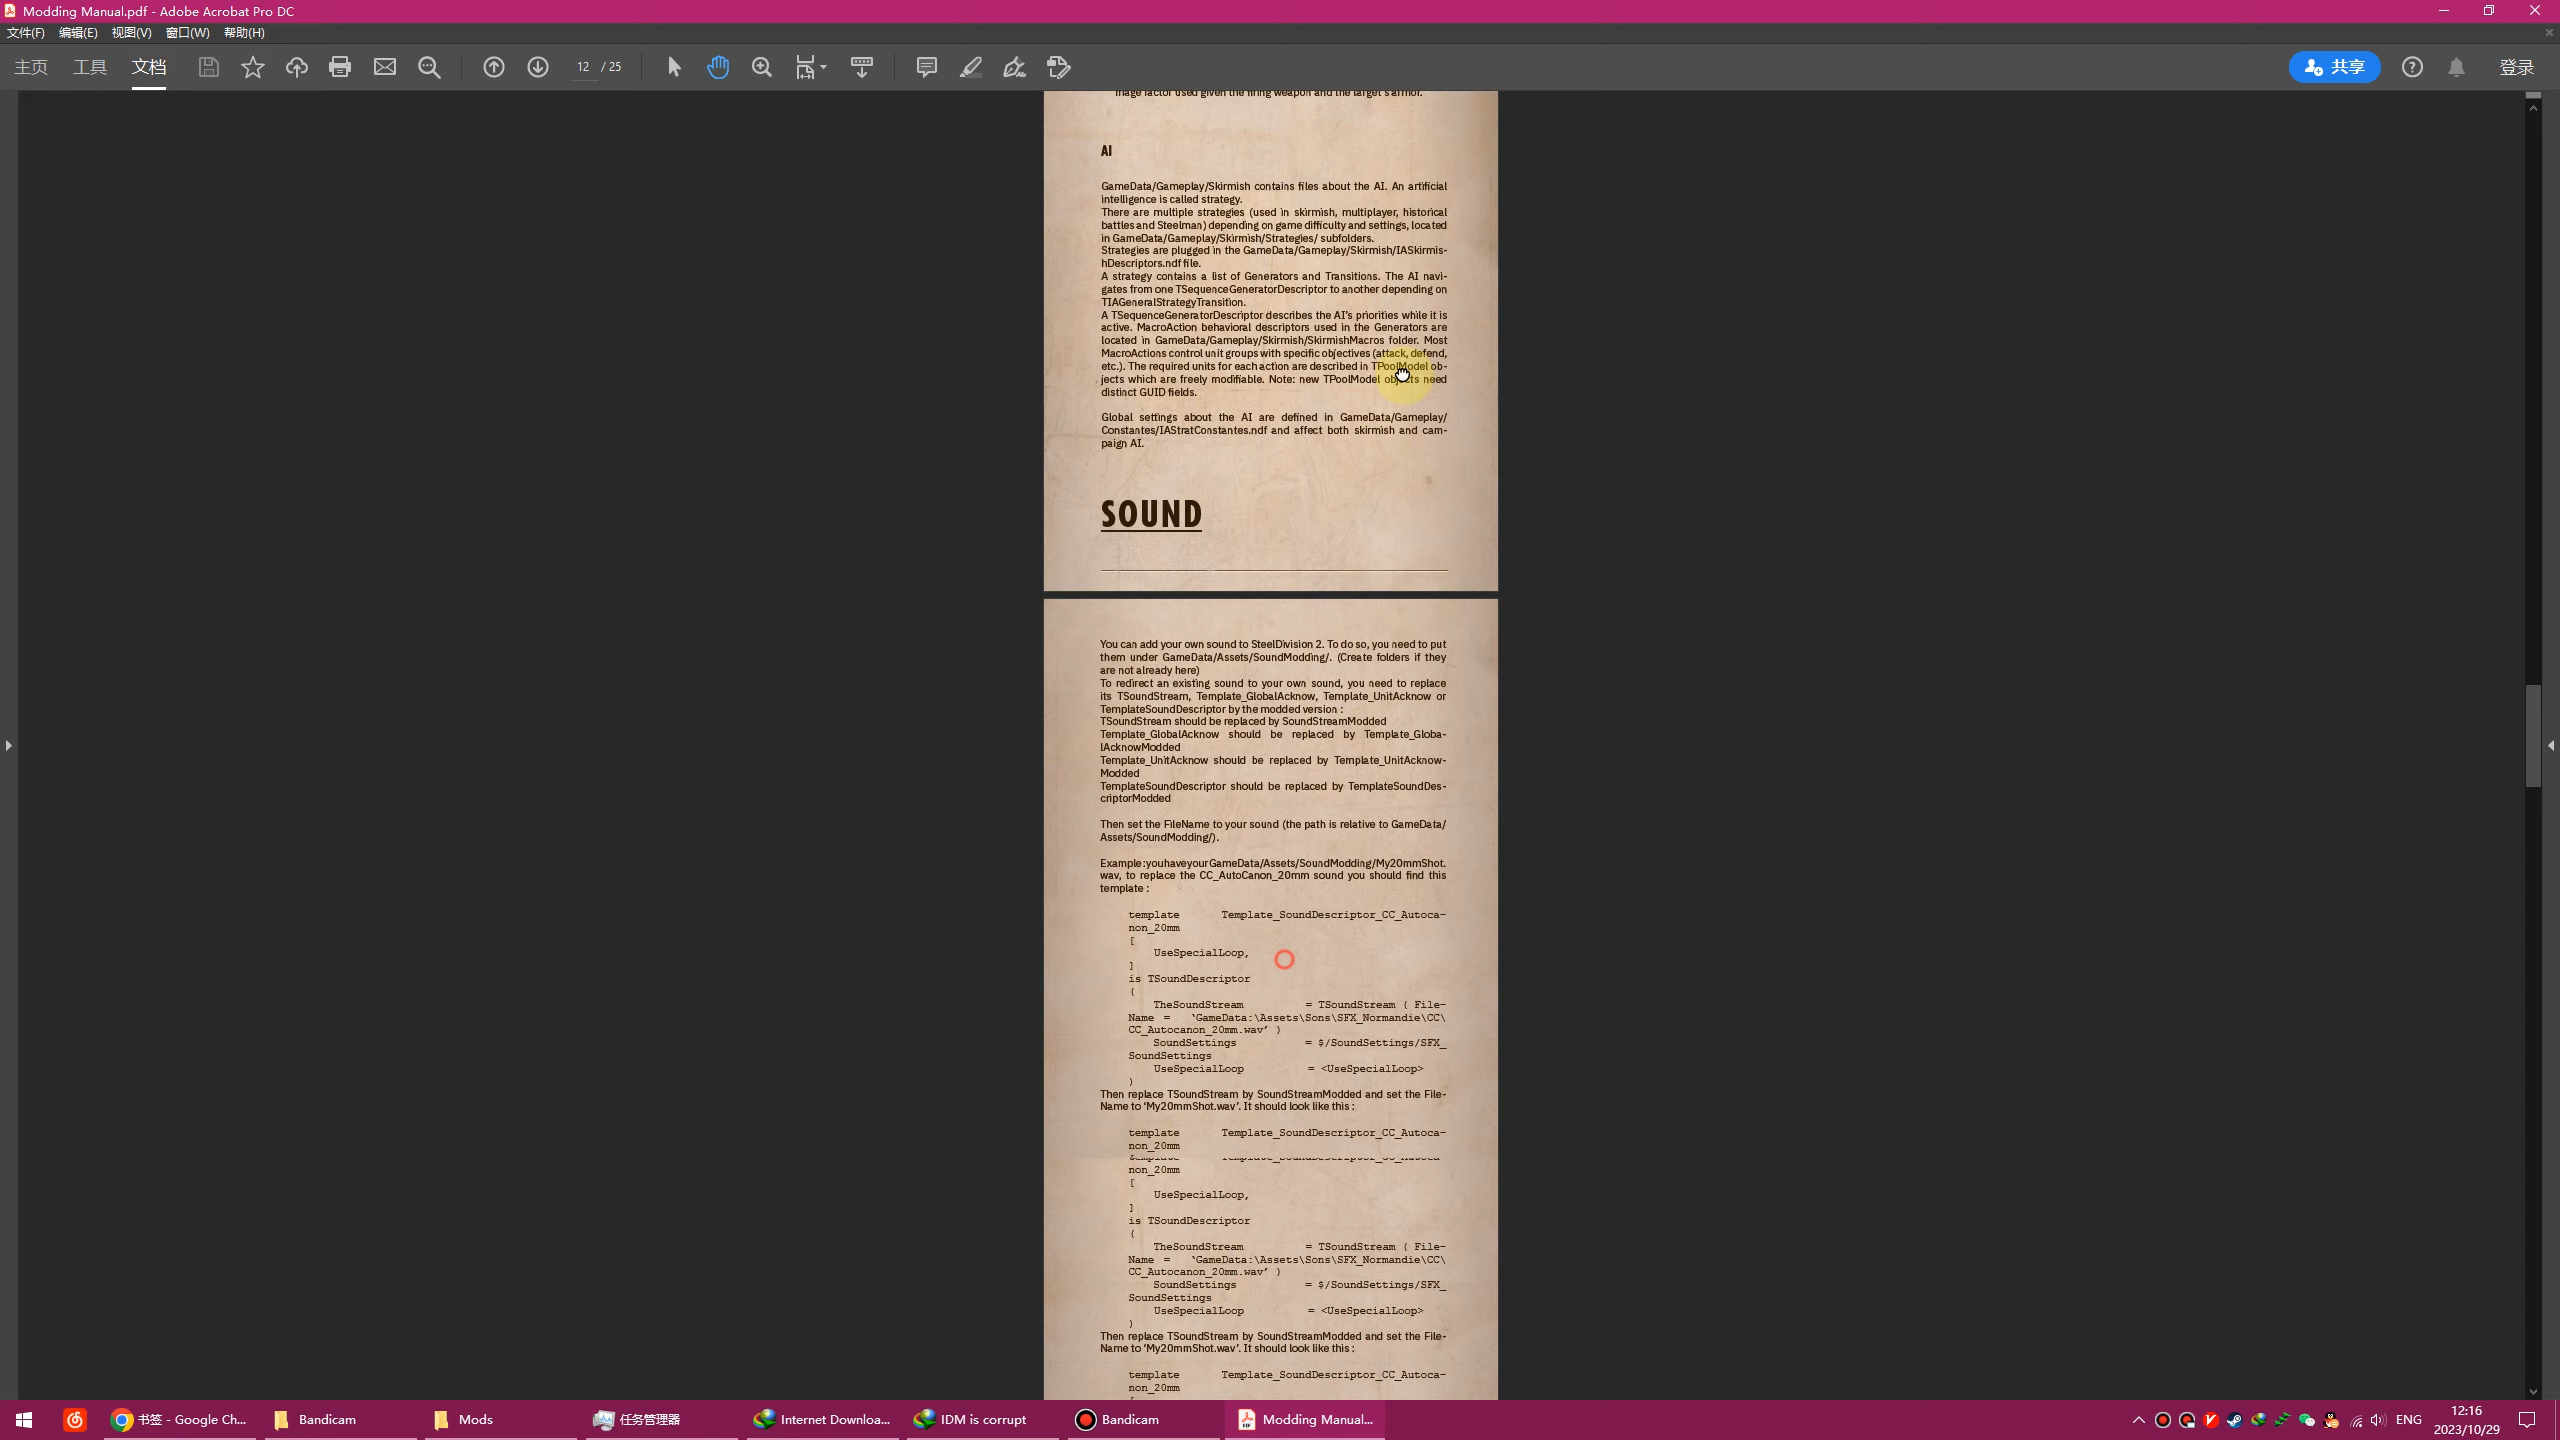 Modding Manual.pdf - Adobe Acrobat Pro DC
文件(F) 编辑(E) 视图(V) 窗口(W) 帮助(H)
主页 工具 文档 12 / 25 共享 登录
mage factor used given the firing weapon and the target's armor.
AI
GameData/Gameplay/Skirmish contains files about the AI. An artificial
intelligence is called strategy.
There are multiple strategies (used in skirmish, multiplayer, historical
battles and Steelman) depending on game difficulty and settings, located
in GameData/Gameplay/Skirmish/Strategies/ subfolders.
Strategies are plugged in the GameData/Gameplay/Skirmish/IASkirmis-
hDescriptors.ndf file.
A strategy contains a list of Generators and Transitions. The AI navi-
gates from one TSequenceGeneratorDescriptor to another depending on
TIAGeneralStrategyTransition.
A TSequenceGeneratorDescriptor describes the AI's priorities while it is
active. MacroAction behavioral descriptors used in the Generators are
located in GameData/Gameplay/Skirmish/SkirmishMacros folder. Most
MacroActions control unit groups with specific objectives (attack, defend,
etc.). The required units for each action are described in TPoolModel ob-
jects which are freely modifiable. Note: new TPoolModel objects need
distinct GUID fields.
Global settings about the AI are defined in GameData/Gameplay/
Constantes/IAStratConstantes.ndf and affect both skirmish and cam-
paign AI.
SOUND
You can add your own sound to SteelDivision 2. To do so, you need to put
them under GameData/Assets/SoundModding/. (Create folders if they
are not already here)
To redirect an existing sound to your own sound, you need to replace
its TSoundStream, Template_GlobalAcknow, Template_UnitAcknow or
TemplateSoundDescriptor by the modded version :
TSoundStream should be replaced by SoundStreamModded
Template_GlobalAcknow should be replaced by Template_Globa-
lAcknowModded
Template_UnitAcknow should be replaced by Template_UnitAcknow-
Modded
TemplateSoundDescriptor should be replaced by TemplateSoundDes-
criptorModded
Then set the FileName to your sound (the path is relative to GameData/
Assets/SoundModding/).
Example : you have your GameData/Assets/SoundModding/My20mmShot.
wav, to replace the CC_AutoCanon_20mm sound you should find this
template :
template Template_SoundDescriptor_CC_Autoca-
non_20mm
[
UseSpecialLoop,
]
is TSoundDescriptor
(
TheSoundStream = TSoundStream ( File-
Name = ‘GameData:\Assets\Sons\SFX_Normandie\CC\
CC_Autocanon_20mm.wav’ )
SoundSettings = $/SoundSettings/SFX_
SoundSettings
UseSpecialLoop = <UseSpecialLoop>
)
Then replace TSoundStream by SoundStreamModded and set the File-
Name to ‘My20mmShot.wav’. It should look like this :
template Template_SoundDescriptor_CC_Autoca-
non_20mm
non_20mm
[
UseSpecialLoop,
]
is TSoundDescriptor
(
TheSoundStream = TSoundStream ( File-
Name = ‘GameData:\Assets\Sons\SFX_Normandie\CC\
CC_Autocanon_20mm.wav’ )
SoundSettings = $/SoundSettings/SFX_
SoundSettings
UseSpecialLoop = <UseSpecialLoop>
)
Then replace TSoundStream by SoundStreamModded and set the File-
Name to ‘My20mmShot.wav’. It should look like this :
template Template_SoundDescriptor_CC_Autoca-
non_20mm
书签 - Google Ch... Bandicam Mods 任务管理器 Internet Downloa... IDM is corrupt Bandicam Modding Manual... ENG 12:16
2023/10/29